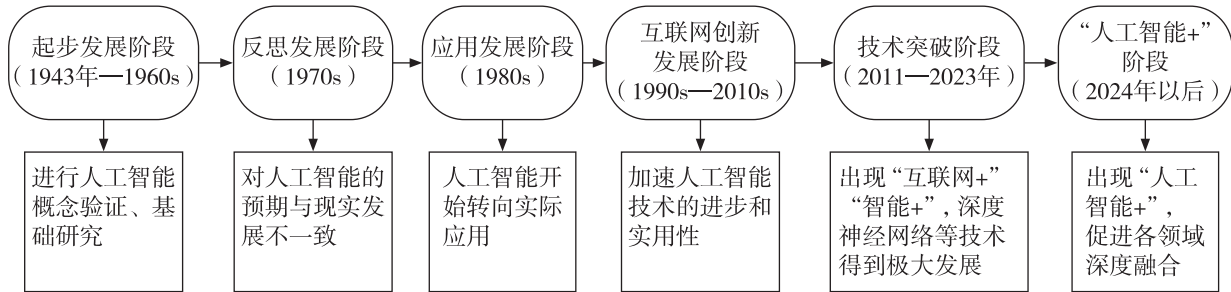 起步发展阶段
（1943年—1960s）
反思发展阶段
（1970s）
应用发展阶段
（1980s）
互联网创新
发展阶段
（1990s—2010s）
技术突破阶段
（2011—2023年）
“人工智能+”
阶段
（2024年以后）
进行人工智能
概念验证、基
础研究
对人工智能的
预期与现实发
展不一致
人工智能开
始转向实际
应用
加速人工智能
技术的进步和
实用性
出现“互联网+”
“智能+”，深度
神经网络等技术
得到极大发展
出现“人工
智能+”，
促进各领域
深度融合